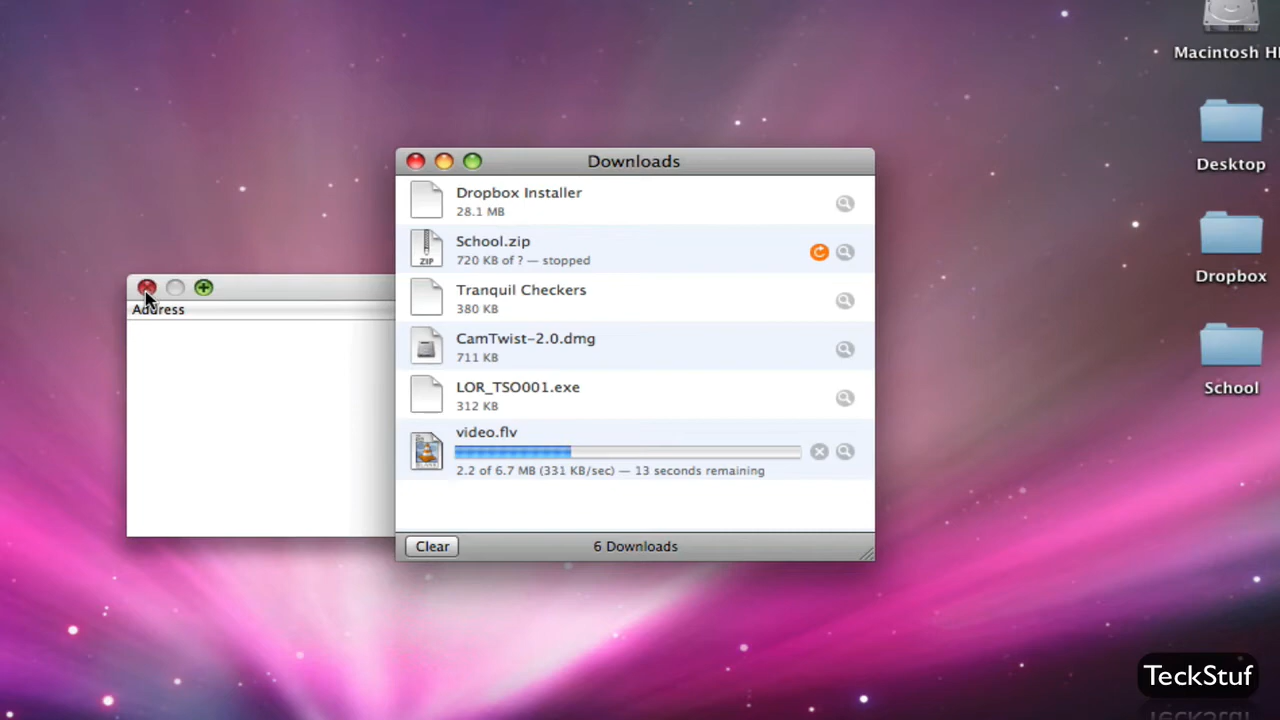 Macintosh H
Desktop
Dropbox
School
Downloads
Dropbox Installer
28.1 MB
School.zip
720 KB of ? — stopped
ZIP
Tranquil Checkers
380 KB
CamTwist-2.0.dmg
711 KB
LOR_TSO001.exe
312 KB
video.flv
2.2 of 6.7 MB (331 KB/sec) — 13 seconds remaining
Clear
6 Downloads
Address
TeckStuf